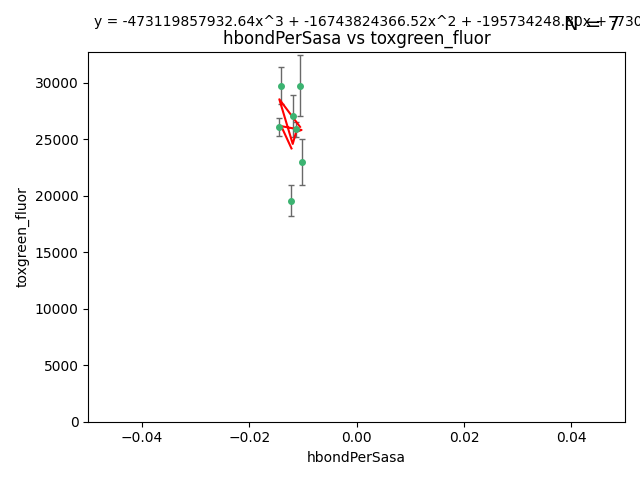 y = -473119857932.64x^3 + -16743824366.52x^2 + -195734248.
N = 7
hbondPerSasa vs toxgreen_fluor
30000
25000
20000
15000
10000
5000
0
toxgreen_fluor
−0.04
−0.02
0.00
0.02
0.04
hbondPerSasa